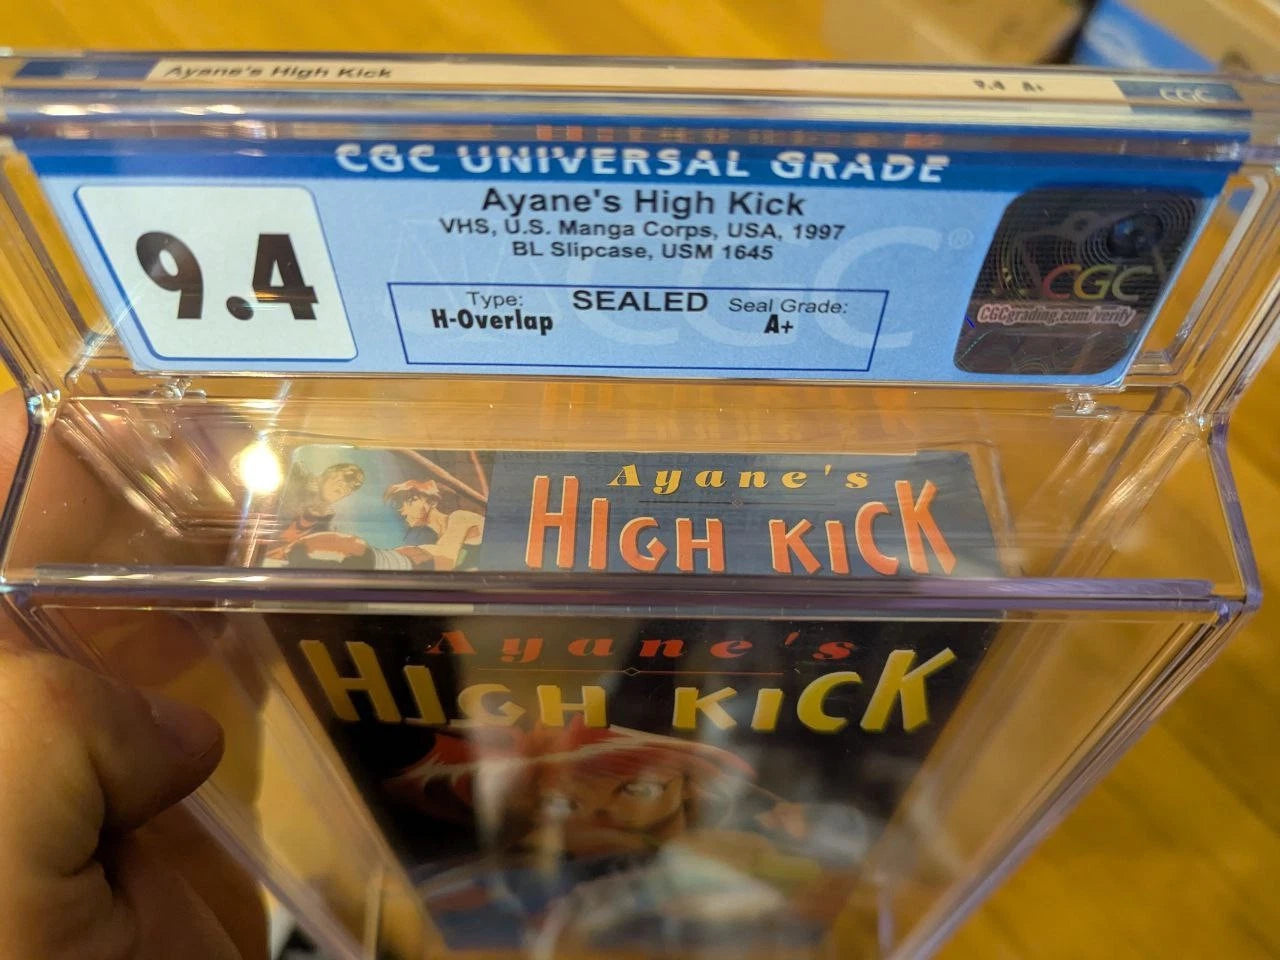 Ayane's High Kick
9.4 A+
CGC
CGC UNIVERSAL GRADE
9.4
Ayane's High Kick
VHS, U.S. Manga Corps, USA, 1997
BL Slipcase, USM 1645
Type:
H-Overlap
SEALED
Seal Grade:
A+
CGC
CGC
CGCgrading.com/verify
Ayane's
HIGH KICK
Ayane's
HIGH KICK